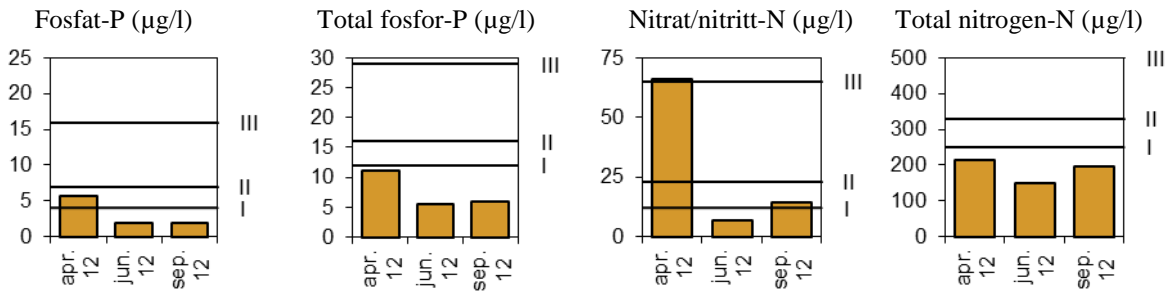 Fosfat-P (µg/l)
25
20
15
10
5
0
III
II
I
apr. 12
jun. 12
sep. 12
Total fosfor-P (µg/l)
30
25
20
15
10
5
0
III
II
I
apr. 12
jun. 12
sep. 12
Nitrat/nitritt-N (µg/l)
75
50
25
0
III
II
I
apr. 12
jun. 12
sep. 12
Total nitrogen-N (µg/l)
500
400
300
200
100
0
III
II
I
apr. 12
jun. 12
sep. 12